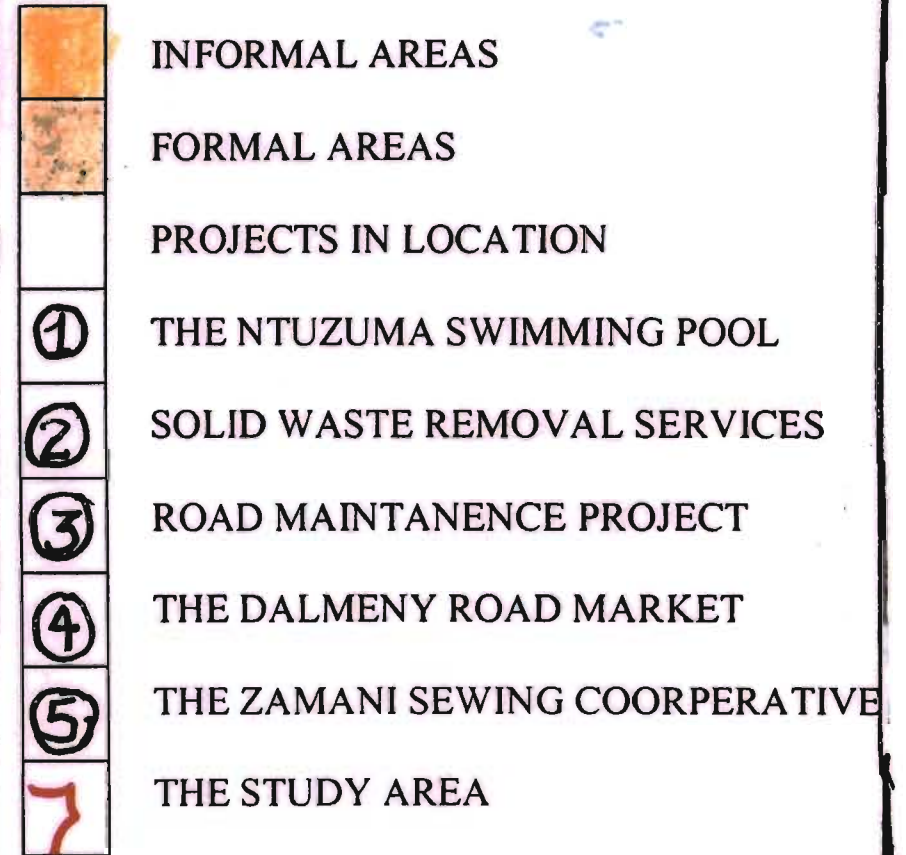 INFORMAL AREAS
FORMAL AREAS
PROJECTS IN LOCATION
① THE NTUZUMA SWIMMING POOL
② SOLID WASTE REMOVAL SERVICES
③ ROAD MAINTANENCE PROJECT
④ THE DALMENY ROAD MARKET
⑤ THE ZAMANI SEWING COORPERATIVE
THE STUDY AREA